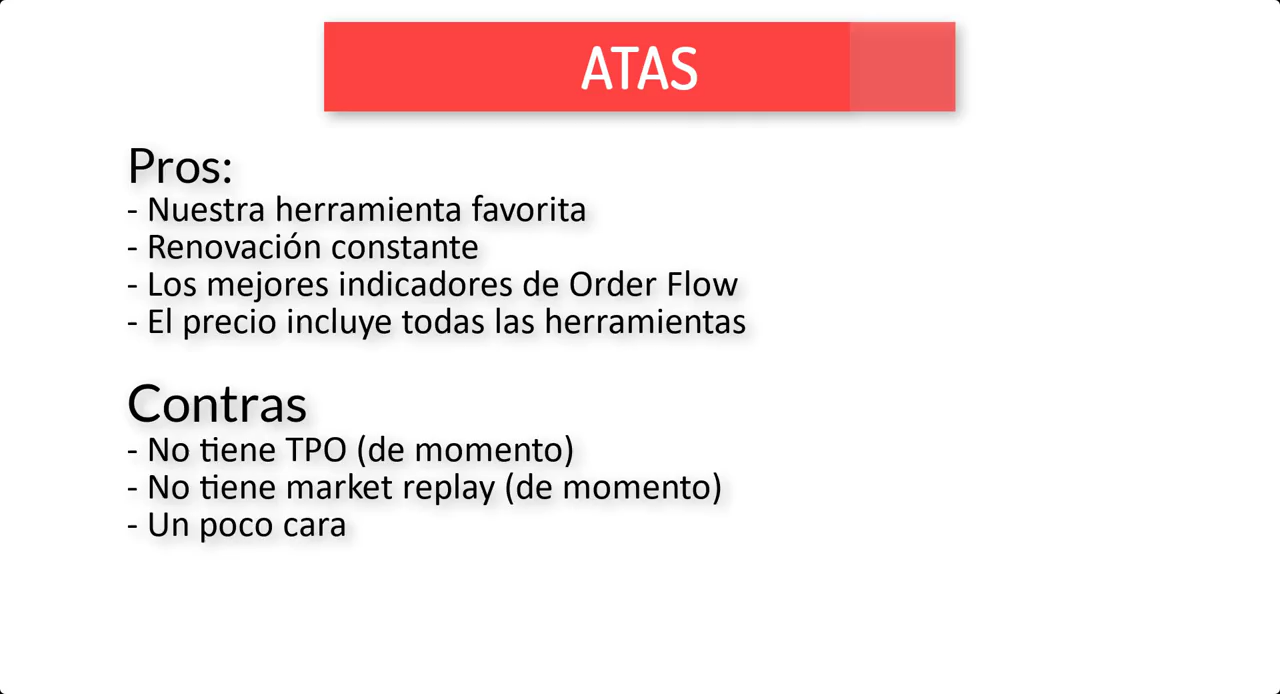 ATAS
Pros:
- Nuestra herramienta favorita
- Renovación constante
- Los mejores indicadores de Order Flow
- El precio incluye todas las herramientas
Contras
- No tiene TPO (de momento)
- No tiene market replay (de momento)
- Un poco cara